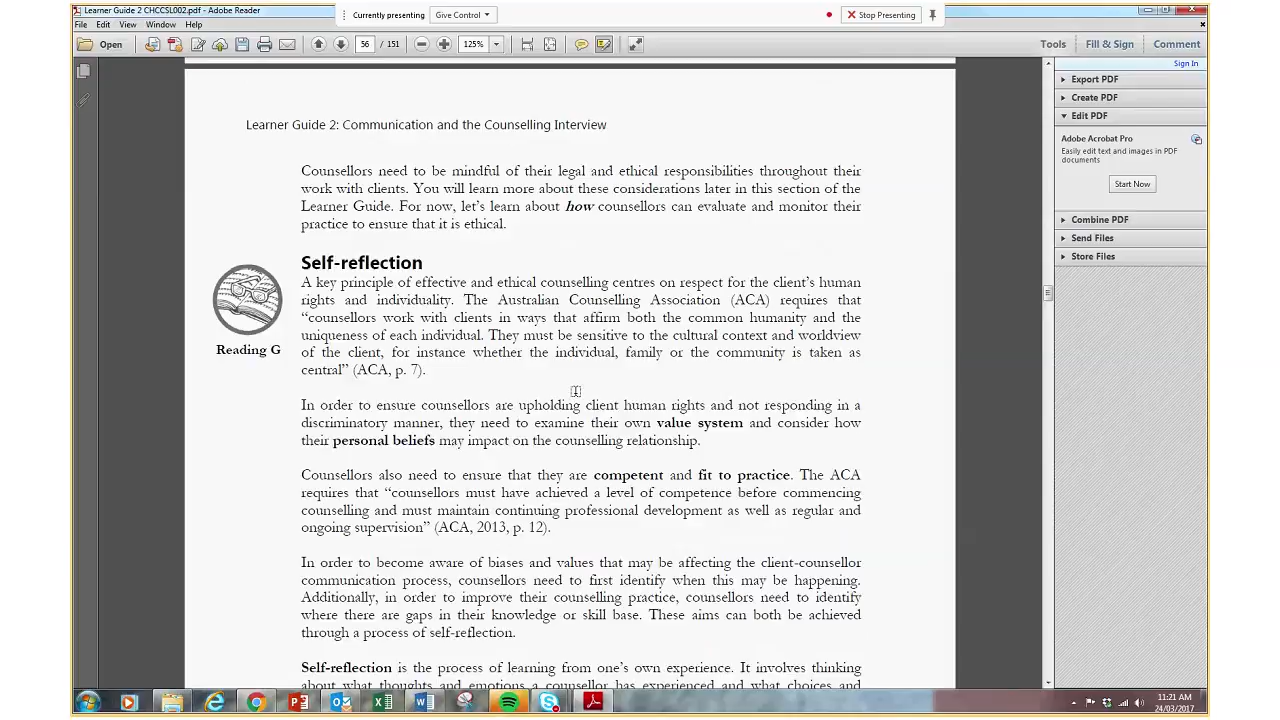 Learner Guide 2 CHCCSL002.pdf - Adobe Reader
Currently presenting Give Control Stop Presenting
File Edit View Window Help
Open 56 / 151 125% Tools Fill & Sign Comment
Sign In
Export PDF
Create PDF
Edit PDF
Adobe Acrobat Pro
Easily edit text and images in PDF
documents
Start Now
Combine PDF
Send Files
Store Files
Learner Guide 2: Communication and the Counselling Interview
Counsellors need to be mindful of their legal and ethical responsibilities throughout their
work with clients. You will learn more about these considerations later in this section of the
Learner Guide. For now, let's learn about how counsellors can evaluate and monitor their
practice to ensure that it is ethical.
Self-reflection
Reading G
A key principle of effective and ethical counselling centres on respect for the client's human
rights and individuality. The Australian Counselling Association (ACA) requires that
“counsellors work with clients in ways that affirm both the common humanity and the
uniqueness of each individual. They must be sensitive to the cultural context and worldview
of the client, for instance whether the individual, family or the community is taken as
central” (ACA, p. 7).
In order to ensure counsellors are upholding client human rights and not responding in a
discriminatory manner, they need to examine their own value system and consider how
their personal beliefs may impact on the counselling relationship.
Counsellors also need to ensure that they are competent and fit to practice. The ACA
requires that “counsellors must have achieved a level of competence before commencing
counselling and must maintain continuing professional development as well as regular and
ongoing supervision” (ACA, 2013, p. 12).
In order to become aware of biases and values that may be affecting the client-counsellor
communication process, counsellors need to first identify when this may be happening.
Additionally, in order to improve their counselling practice, counsellors need to identify
where there are gaps in their knowledge or skill base. These aims can both be achieved
through a process of self-reflection.
Self-reflection is the process of learning from one's own experience. It involves thinking
about what thoughts and emotions a counsellor has experienced and what choices and
11:21 AM
24/03/2017